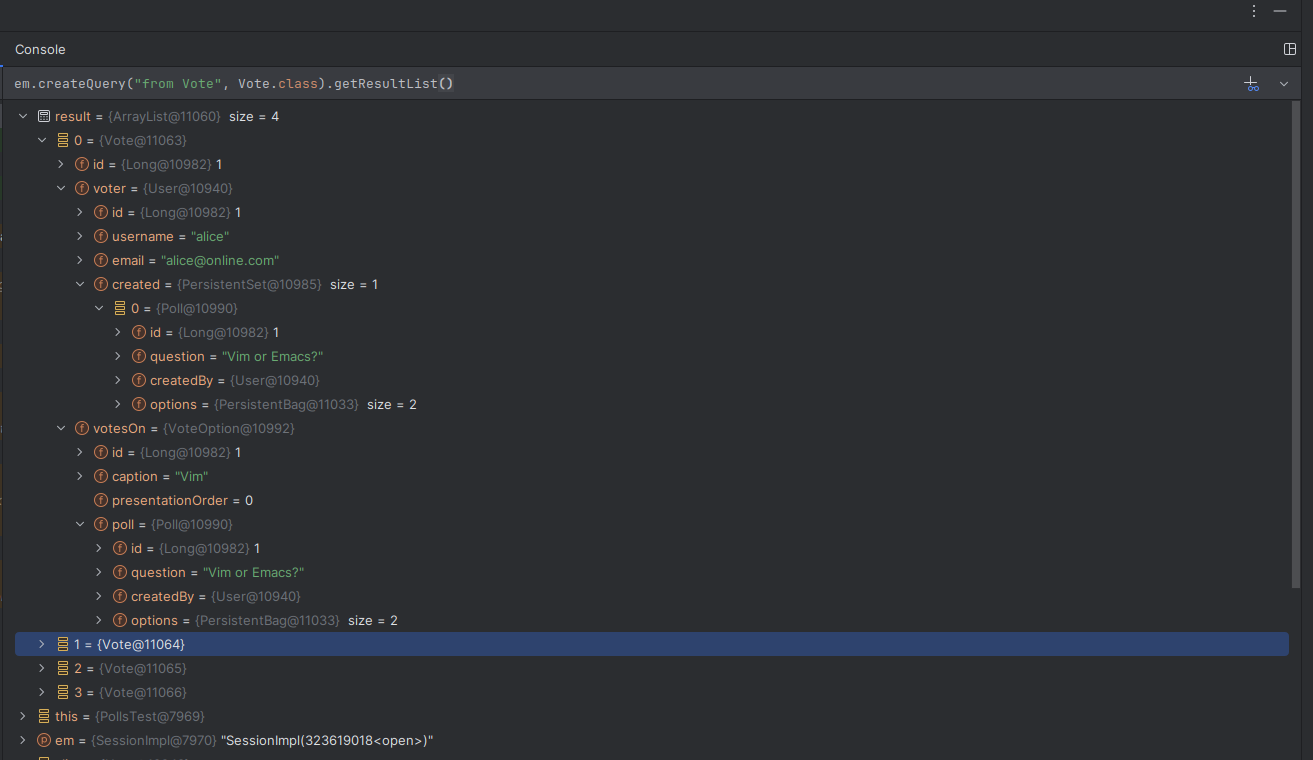 Console
em.createQuery("from Vote", Vote.class).getResultList()
result = {ArrayList@11060} size = 4
0 = {Vote@11063}
f id = {Long@10982} 1
f voter = {User@10940}
f id = {Long@10982} 1
f username = "alice"
f email = "alice@online.com"
f created = {PersistentSet@10985} size = 1
0 = {Poll@10990}
f id = {Long@10982} 1
f question = "Vim or Emacs?"
f createdBy = {User@10940}
f options = {PersistentBag@11033} size = 2
f votesOn = {VoteOption@10992}
f id = {Long@10982} 1
f caption = "Vim"
f presentationOrder = 0
f poll = {Poll@10990}
f id = {Long@10982} 1
f question = "Vim or Emacs?"
f createdBy = {User@10940}
f options = {PersistentBag@11033} size = 2
1 = {Vote@11064}
2 = {Vote@11065}
3 = {Vote@11066}
this = {PollsTest@7969}
p em = {SessionImpl@7970} "SessionImpl(323619018<open>)"